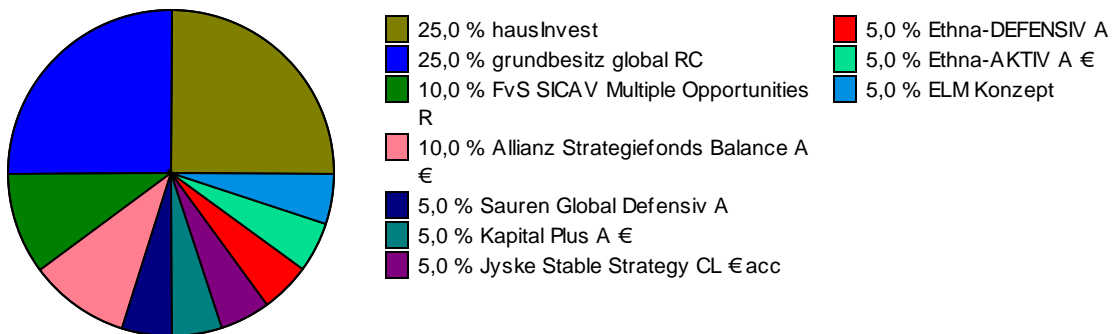 25,0 % hausInvest
25,0 % grundbesitz global RC
10,0 % FvS SICAV Multiple Opportunities
R
10,0 % Allianz Strategiefonds Balance A
€
5,0 % Sauren Global Defensiv A
5,0 % Kapital Plus A €
5,0 % Jyske Stable Strategy CL € acc
5,0 % Ethna-DEFENSIV A
5,0 % Ethna-AKTIV A €
5,0 % ELM Konzept